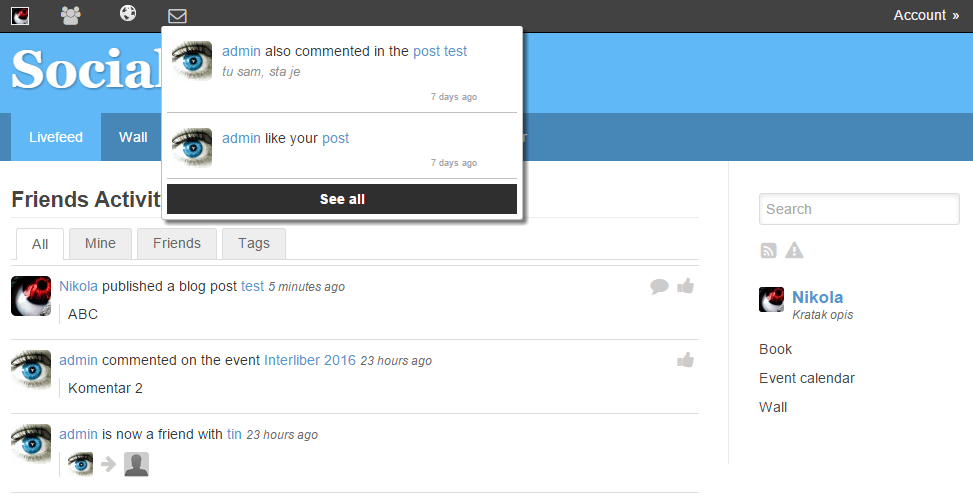 Account »
admin also commented in the post test
tu sam, sta je
7 days ago
admin like your post
7 days ago
See all
Social
Livefeed
Wall
Friends Activit
All
Mine
Friends
Tags
Nikola published a blog post test 5 minutes ago
ABC
admin commented on the event Interliber 2016 23 hours ago
Komentar 2
admin is now a friend with tin 23 hours ago
Search
Nikola
Kratak opis
Book
Event calendar
Wall